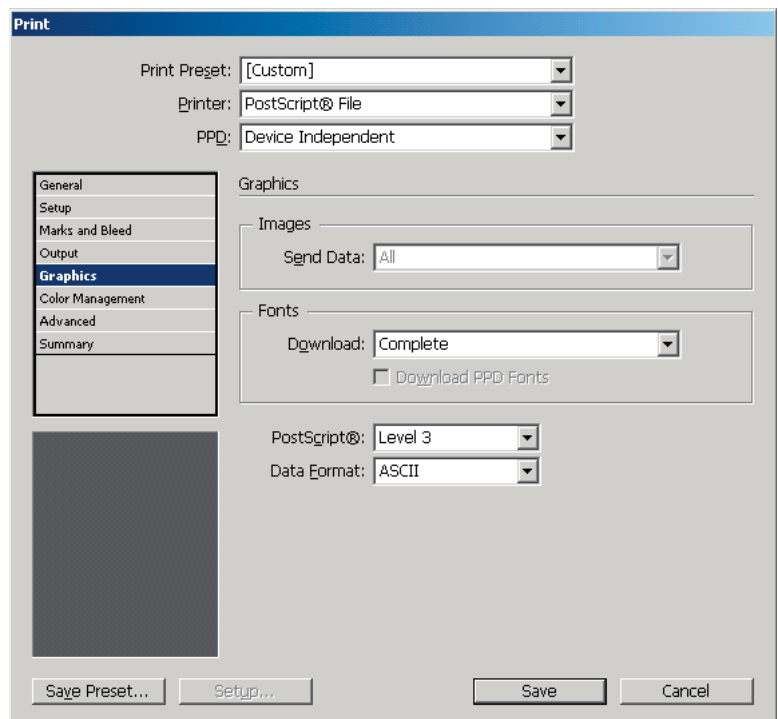 Print
Print Preset: [Custom]
Printer: PostScript® File
PPD: Device Independent
General
Setup
Marks and Bleed
Output
Graphics
Color Management
Advanced
Summary
Graphics
Images
Send Data: All
Fonts
Download: Complete
Download PPD Fonts
PostScript®: Level 3
Data Format: ASCII
Save Preset...
Setup...
Save
Cancel